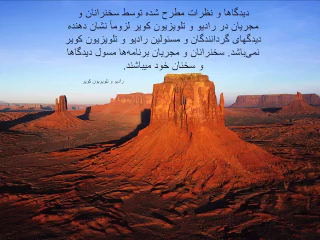 دیدگاها و نظرات مطرح شده توسط سخنرانان و
مجریان در رادیو و تلویزیون کویر لزوماً نشان دهنده
دیدگهای گردانندگان و مسئولین رادیو و تلویزیون کویر
نمی‌باشد. سخنرانان و مجریان برنامه‌ها مسول دیدگاها
و سخنان خود میباشند.
رادیو و تلویزیون کویر